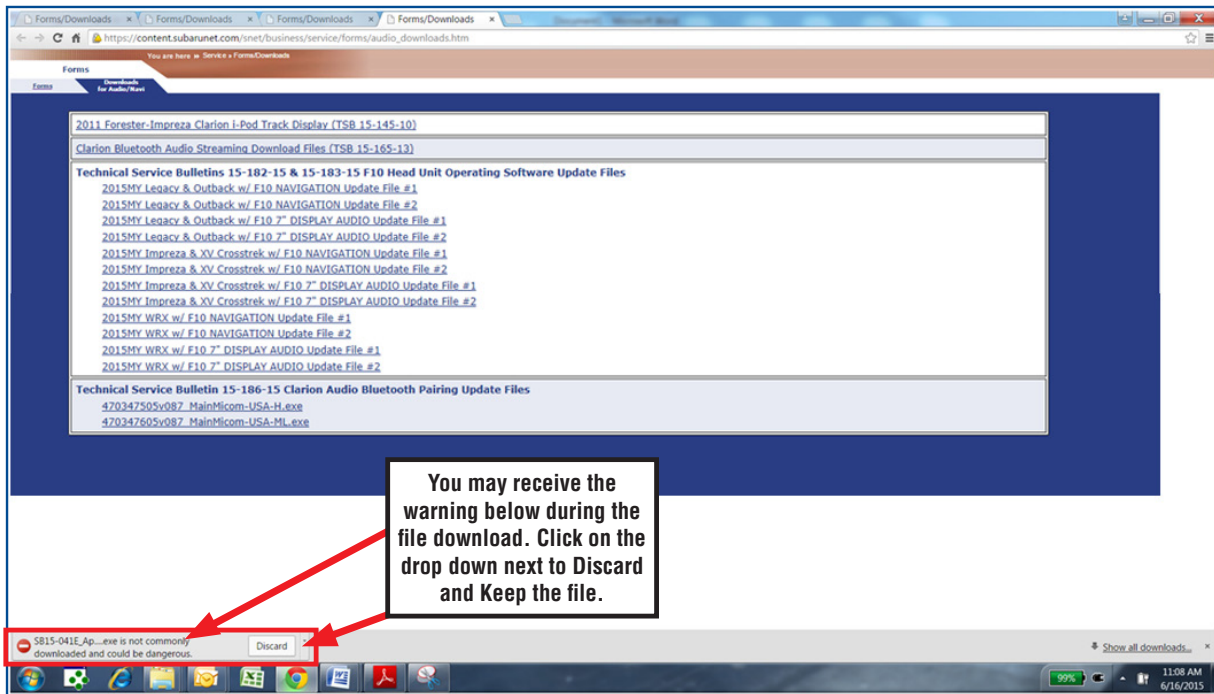 Forms/Downloads
Forms/Downloads
Forms/Downloads
Forms/Downloads
https://content.subarunet.com/snet/business/service/forms/audio_downloads.htm
You are here » Service » Forms/Downloads
Forms
Forms
Downloads
for Audio/Navi
2011 Forester-Impreza Clarion i-Pod Track Display (TSB 15-145-10)
Clarion Bluetooth Audio Streaming Download Files (TSB 15-165-13)
Technical Service Bulletins 15-182-15 & 15-183-15 F10 Head Unit Operating Software Update Files
2015MY Legacy & Outback w/ F10 NAVIGATION Update File #1
2015MY Legacy & Outback w/ F10 NAVIGATION Update File #2
2015MY Legacy & Outback w/ F10 7" DISPLAY AUDIO Update File #1
2015MY Legacy & Outback w/ F10 7" DISPLAY AUDIO Update File #2
2015MY Impreza & XV Crosstrek w/ F10 NAVIGATION Update File #1
2015MY Impreza & XV Crosstrek w/ F10 NAVIGATION Update File #2
2015MY Impreza & XV Crosstrek w/ F10 7" DISPLAY AUDIO Update File #1
2015MY Impreza & XV Crosstrek w/ F10 7" DISPLAY AUDIO Update File #2
2015MY WRX w/ F10 NAVIGATION Update File #1
2015MY WRX w/ F10 NAVIGATION Update File #2
2015MY WRX w/ F10 7" DISPLAY AUDIO Update File #1
2015MY WRX w/ F10 7" DISPLAY AUDIO Update File #2
Technical Service Bulletin 15-186-15 Clarion Audio Bluetooth Pairing Update Files
470347505v087_MainMicom-USA-H.exe
470347605v087_MainMicom-USA-ML.exe
You may receive the
warning below during the
file download. Click on the
drop down next to Discard
and Keep the file.
SB15-041E_Ap....exe is not commonly
downloaded and could be dangerous.
Discard
Show all downloads...
99%
11:08 AM
6/16/2015